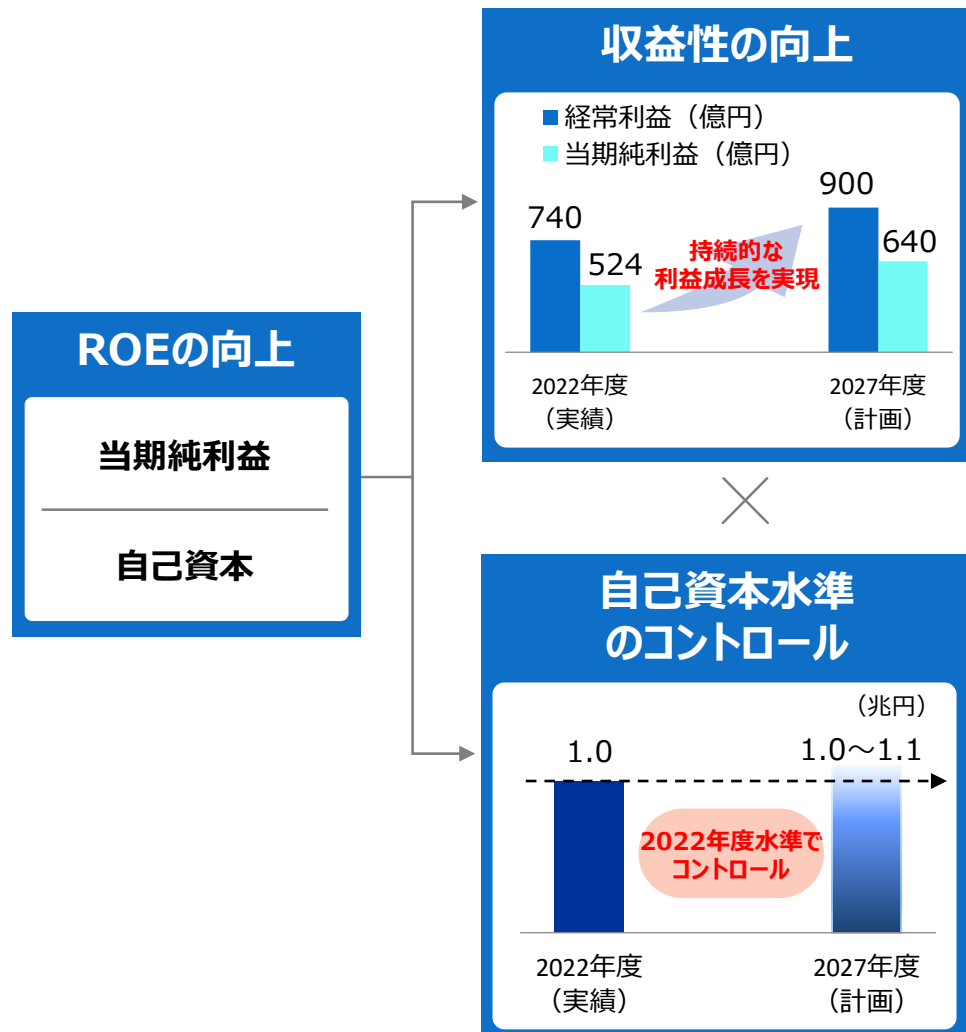 ROEの向上
当期純利益
自己資本
収益性の向上
経常利益（億円）
当期純利益（億円）
740
524
900
640
持続的な
利益成長を実現
2022年度
（実績）
2027年度
（計画）
自己資本水準
のコントロール
（兆円）
1.0
1.0～1.1
2022年度水準で
コントロール
2022年度
（実績）
2027年度
（計画）